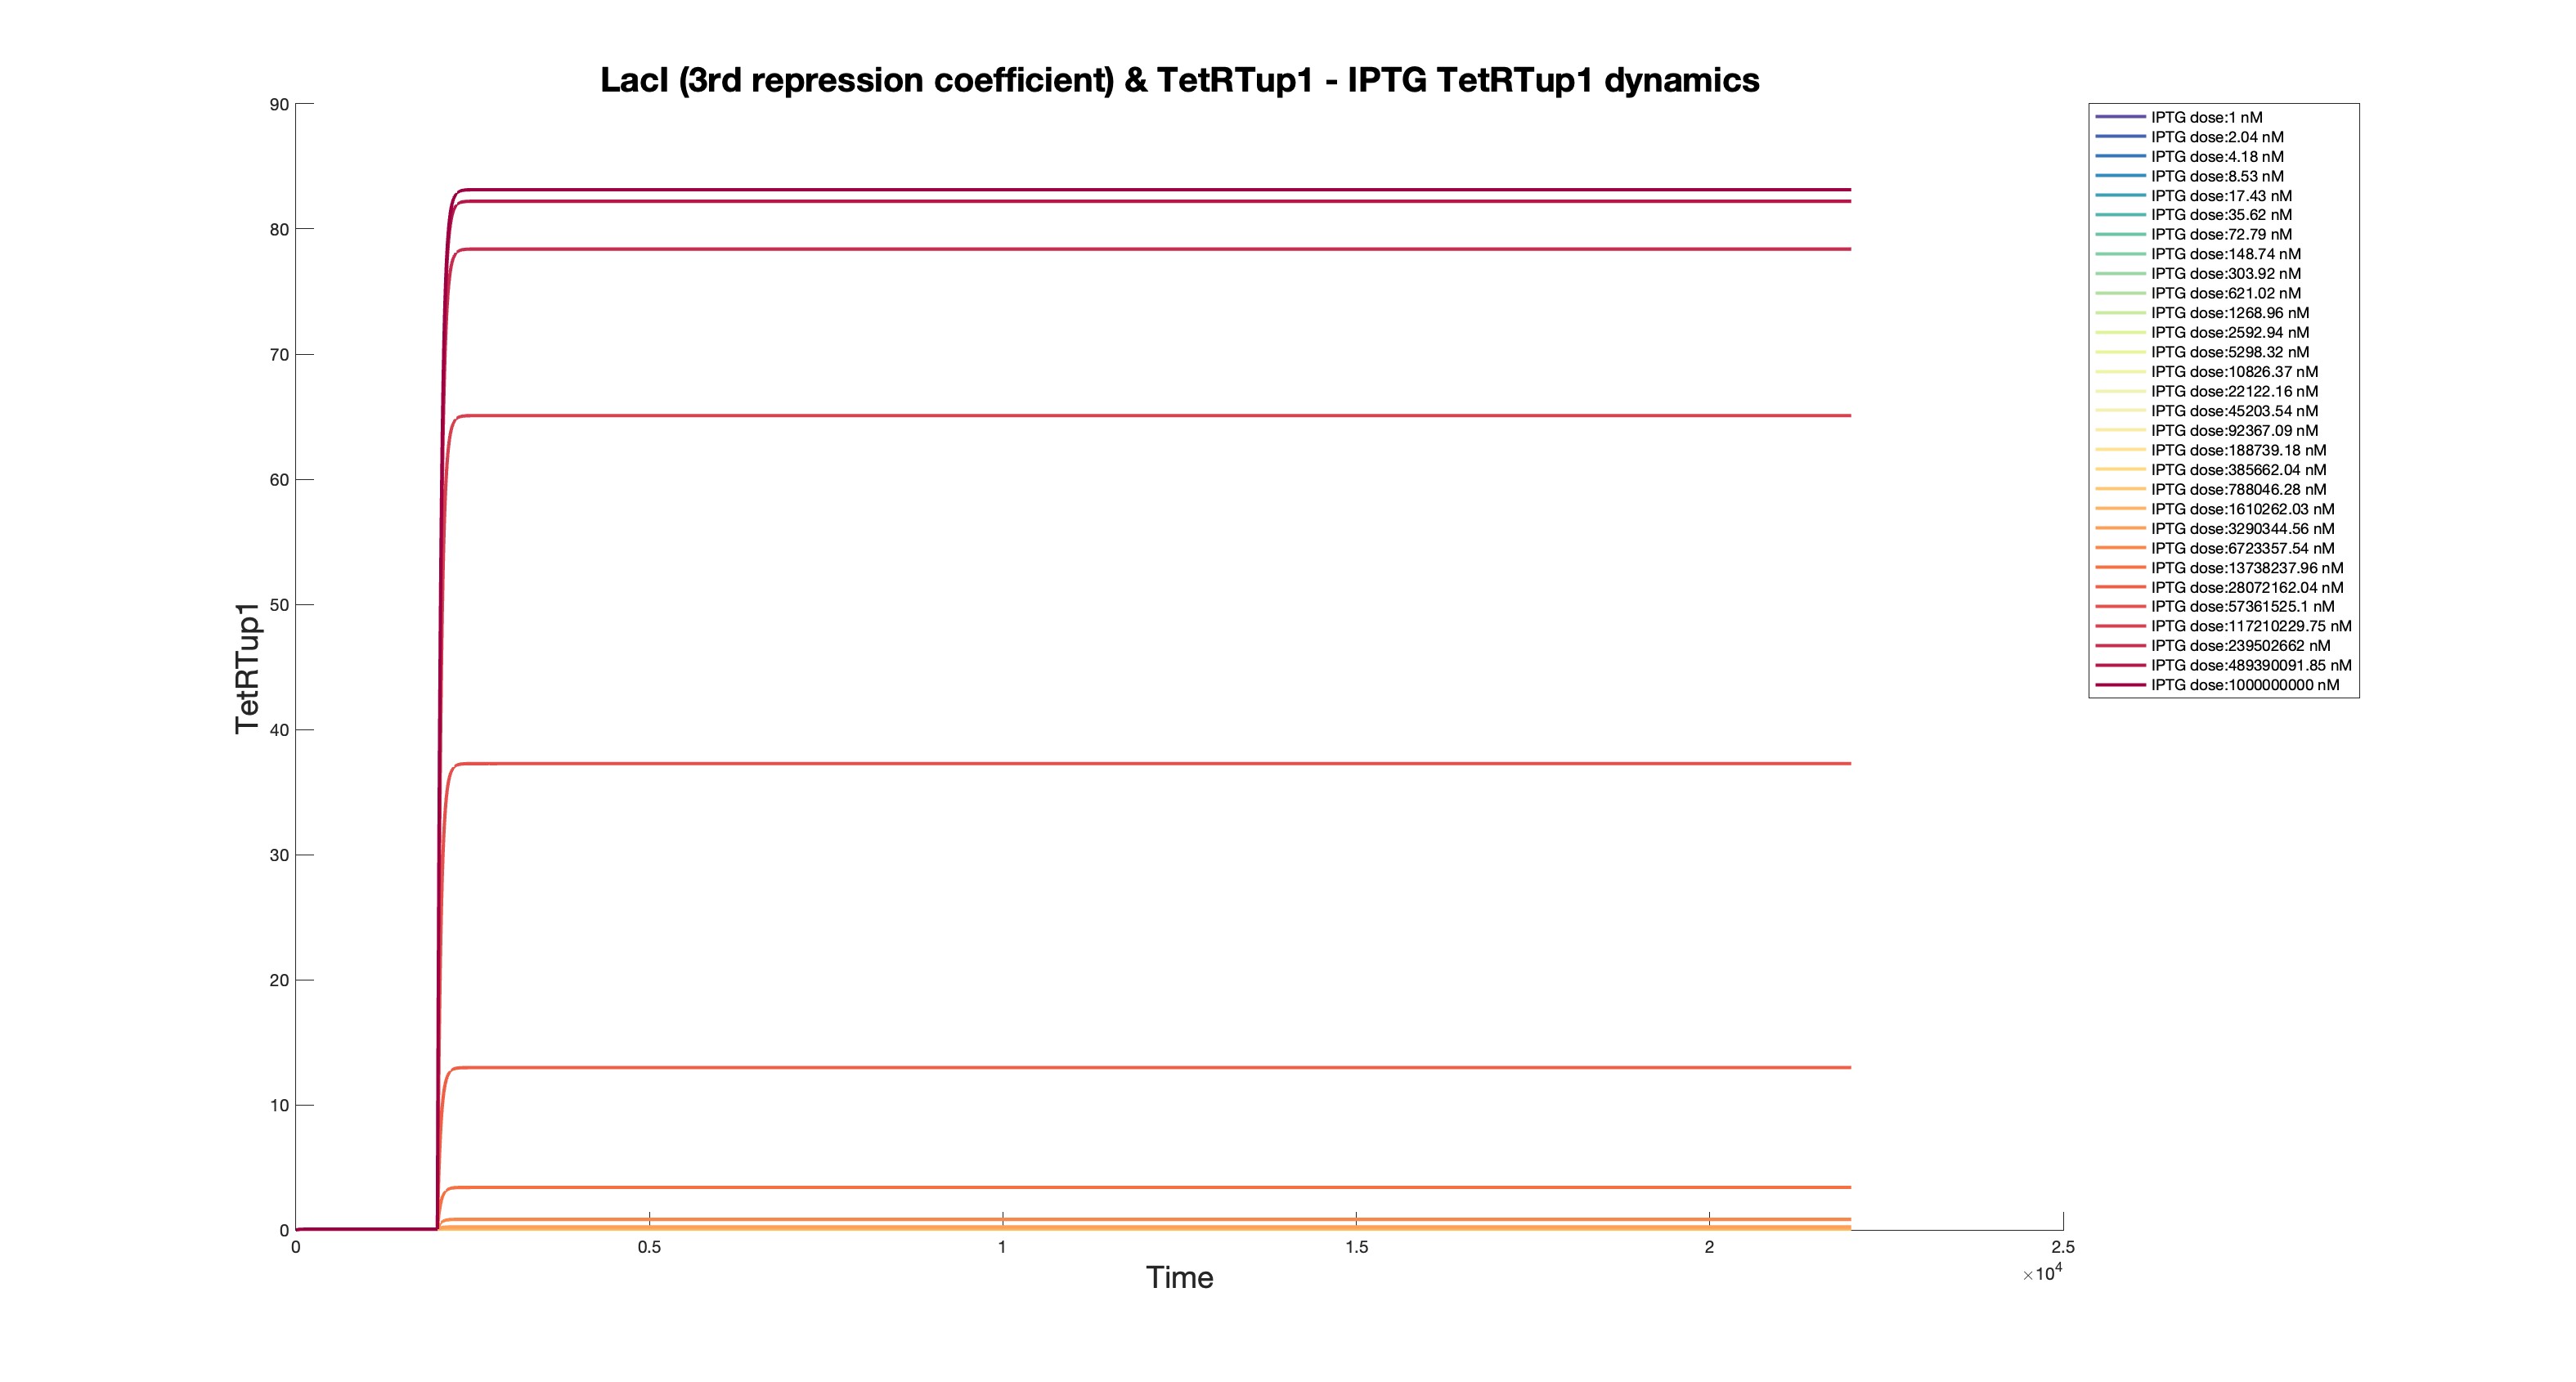 LacI (3rd repression coefficient) & TetRTup1 - IPTG TetRTup1 dynamics
90
80
70
60
50
40
30
20
10
0
TetRTup1
0
0.5
1
1.5
2
2.5
×10^4
Time
IPTG dose:1 nM
IPTG dose:2.04 nM
IPTG dose:4.18 nM
IPTG dose:8.53 nM
IPTG dose:17.43 nM
IPTG dose:35.62 nM
IPTG dose:72.79 nM
IPTG dose:148.74 nM
IPTG dose:303.92 nM
IPTG dose:621.02 nM
IPTG dose:1268.96 nM
IPTG dose:2592.94 nM
IPTG dose:5298.32 nM
IPTG dose:10826.37 nM
IPTG dose:22122.16 nM
IPTG dose:45203.54 nM
IPTG dose:92367.09 nM
IPTG dose:188739.18 nM
IPTG dose:385662.04 nM
IPTG dose:788046.28 nM
IPTG dose:1610262.03 nM
IPTG dose:3290344.56 nM
IPTG dose:6723357.54 nM
IPTG dose:13738237.96 nM
IPTG dose:28072162.04 nM
IPTG dose:57361525.1 nM
IPTG dose:117210229.75 nM
IPTG dose:239502662 nM
IPTG dose:489390091.85 nM
IPTG dose:1000000000 nM